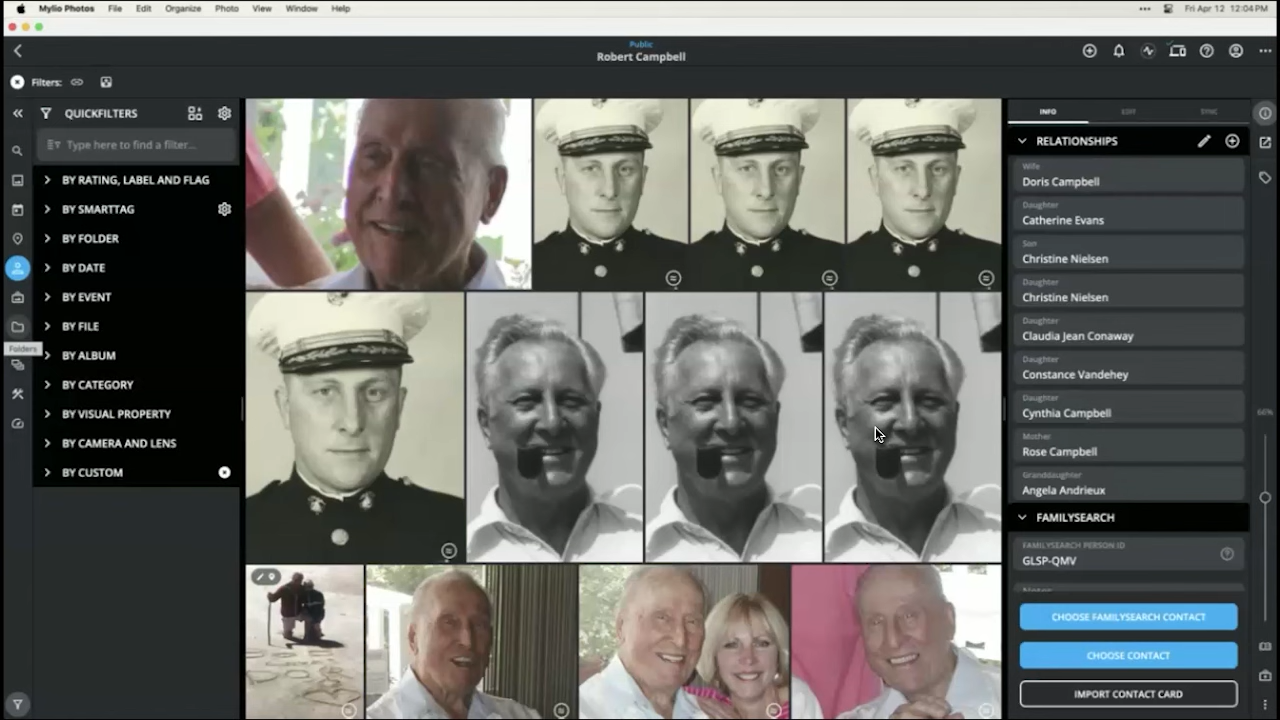 Mylio Photos File Edit Organize Photo View Window Help
Fri Apr 12 12:04 PM
Public
Robert Campbell
Filters:
QUICKFILTERS
Type here to find a filter...
BY RATING, LABEL AND FLAG
BY SMARTTAG
BY FOLDER
BY DATE
BY EVENT
BY FILE
Folders
BY ALBUM
BY CATEGORY
BY VISUAL PROPERTY
BY CAMERA AND LENS
BY CUSTOM
INFO EDIT SYNC
RELATIONSHIPS
Wife
Doris Campbell
Daughter
Catherine Evans
Son
Christine Nielsen
Daughter
Christine Nielsen
Daughter
Claudia Jean Conaway
Daughter
Constance Vandehey
Daughter
Cynthia Campbell
Mother
Rose Campbell
Granddaughter
Angela Andrieux
FAMILYSEARCH
FAMILYSEARCH PERSON ID
GLSP-QMV
CHOOSE FAMILYSEARCH CONTACT
CHOOSE CONTACT
IMPORT CONTACT CARD